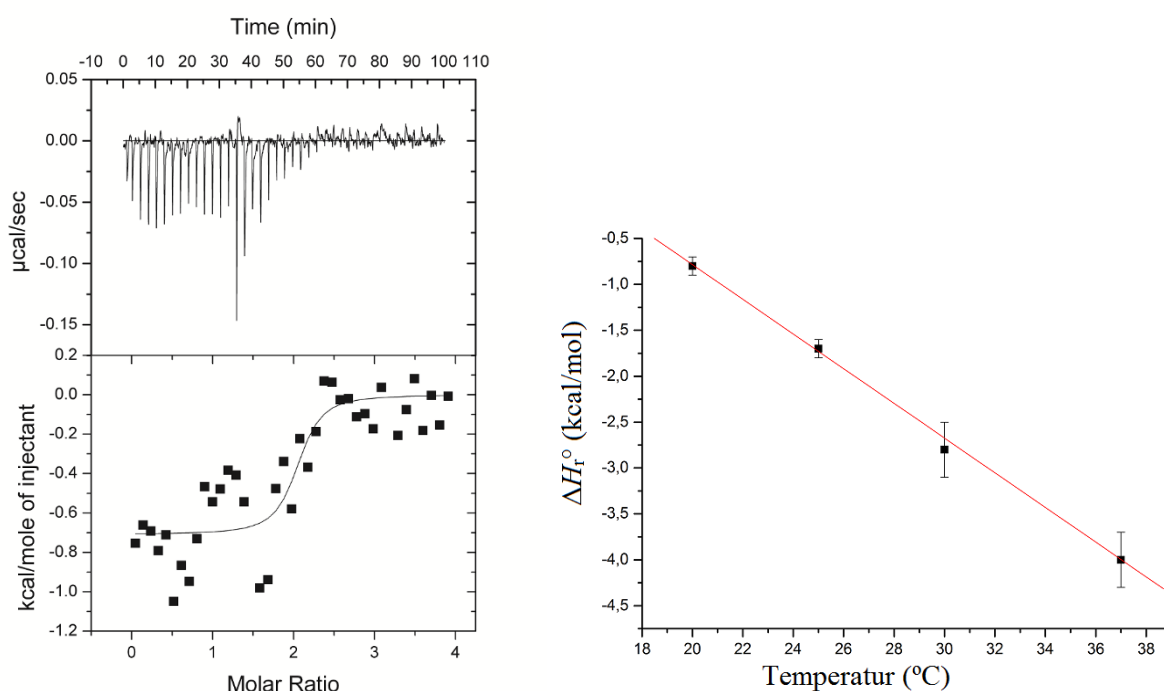 Time (min)
-10 0 10 20 30 40 50 60 70 80 90 100 110
0.05
0.00
-0.05
-0.10
-0.15
µcal/sec
0.2
0.0
-0.2
-0.4
-0.6
-0.8
-1.0
-1.2
kcal/mole of injectant
0 1 2 3 4
Molar Ratio
-0,5
-1,0
-1,5
-2,0
-2,5
-3,0
-3,5
-4,0
-4,5
ΔHr° (kcal/mol)
18 20 22 24 26 28 30 32 34 36 38
Temperatur (ºC)